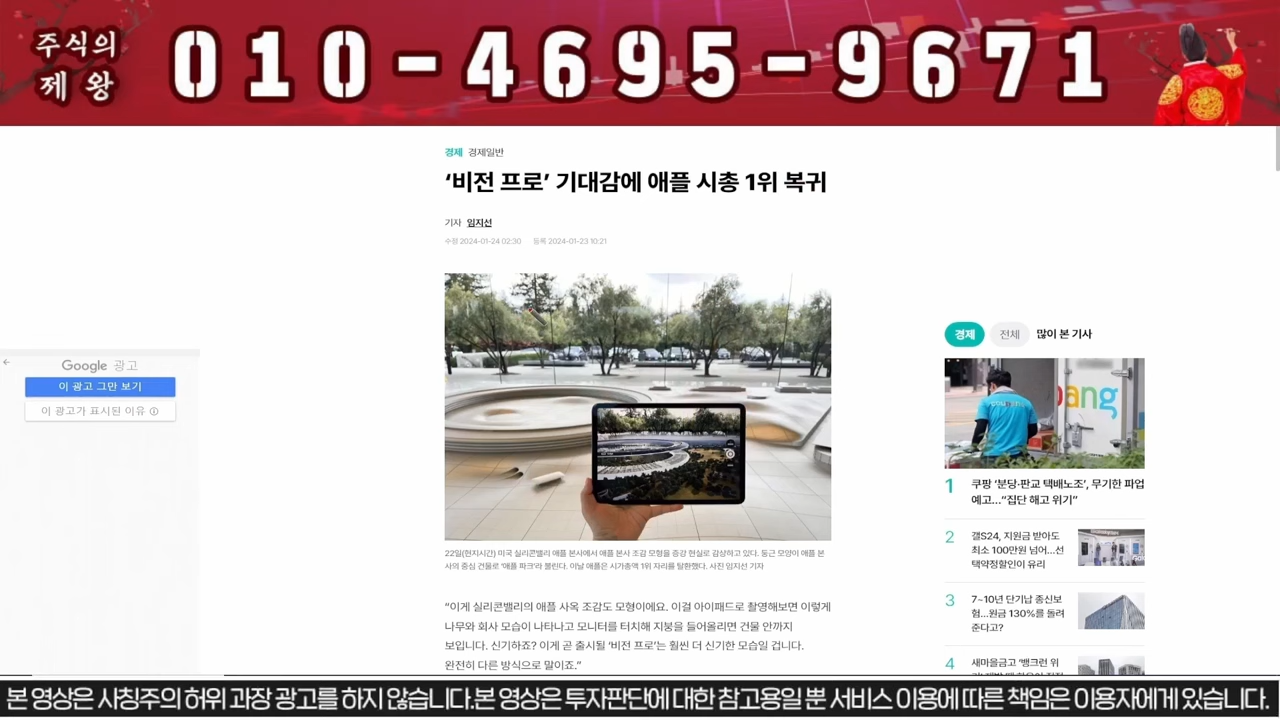 주식의
제 왕
010-4695-9671
경제 경제일반
‘비전 프로’ 기대감에 애플 시총 1위 복귀
기자 임지선
수정 2024-01-24 02:30 등록 2024-01-23 10:21
22일(현지시간) 미국 실리콘밸리 애플 본사에서 애플 본사 조감 모형을 증강 현실로 감상하고 있다. 둥근 모양이 애플 본
사의 중심 건물로 ‘애플 파크’라 불린다. 이날 애플은 시가총액 1위 자리를 탈환했다. 사진 임지선 기자
“이게 실리콘밸리의 애플 사옥 조감도 모형이에요. 이걸 아이패드로 촬영해보면 이렇게
나무와 회사 모습이 나타나고 모니터를 터치해 지붕을 들어올리면 건물 안까지
보입니다. 신기하죠? 이게 곧 출시될 ‘비전 프로’는 훨씬 더 신기한 모습일 겁니다.
완전히 다른 방식으로 말이죠.”
Google 광고
이 광고 그만 보기
이 광고가 표시된 이유
경제 전체 많이 본 기사
ang
1 쿠팡 ‘분당·판교 택배노조’, 무기한 파업
예고…“집단 해고 위기”
2 갤S24, 지원금 받아도
최소 100만원 넘어…선
택약정할인이 유리
3 7~10년 단기납 종신보
험…원금 130%를 돌려
준다고?
4 새마을금고 ‘뱅크런 위
본 영상은 사칭주의 허위 과장 광고를 하지 않습니다.본 영상은 투자판단에 대한 참고용일 뿐 서비스 이용에 따른 책임은 이용자에게 있습니다.